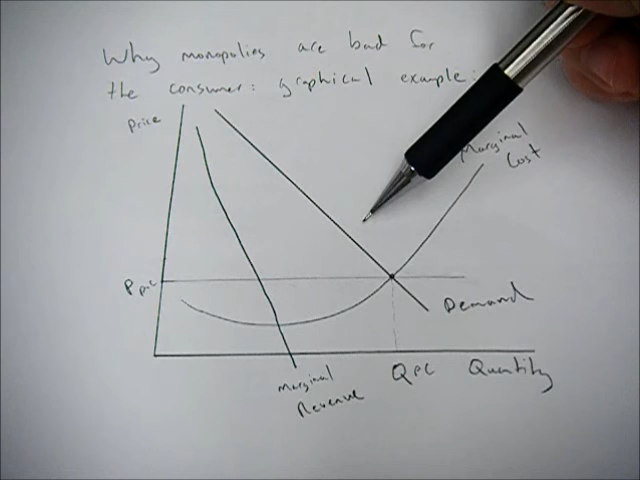 Why monopolies are bad for
the consumer: graphical example:
Price
Marginal
Cost
Ppc
Demand
Marginal
Revenue
QPC
Quantity